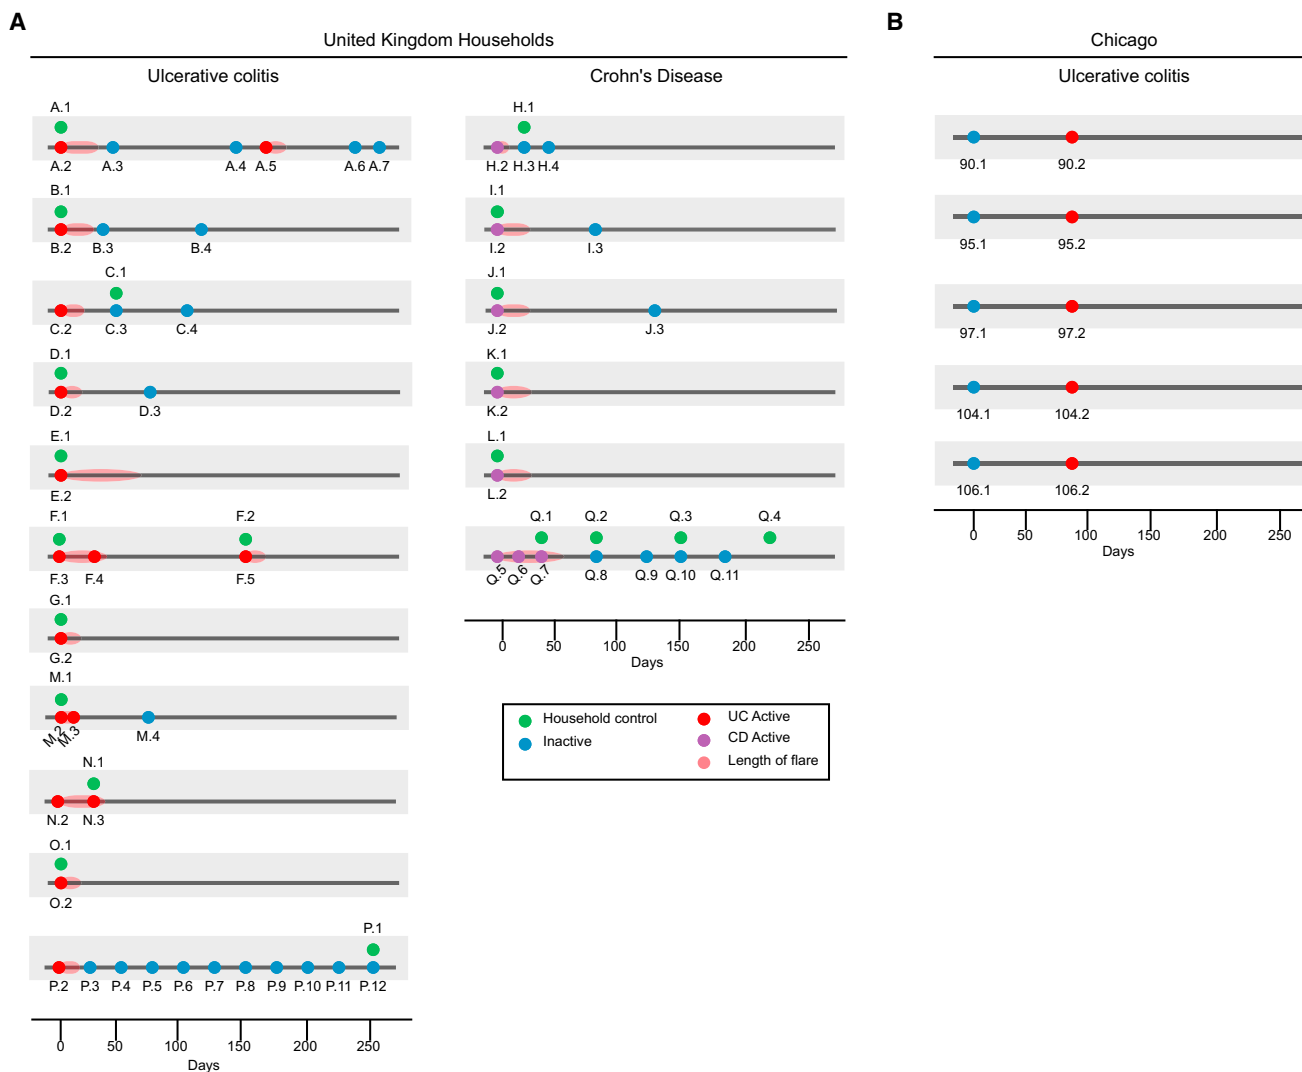 A
B
United Kingdom Households
Chicago
Ulcerative colitis
Crohn's Disease
Ulcerative colitis
A.1
A.2 A.3 A.4 A.5 A.6 A.7
B.1
B.2 B.3 B.4
C.1
C.2 C.3 C.4
D.1
D.2 D.3
E.1
E.2
F.1 F.2
F.3 F.4 F.5
G.1
G.2
M.1
M.2 M.3 M.4
N.1
N.2 N.3
O.1
O.2
P.1
P.2 P.3 P.4 P.5 P.6 P.7 P.8 P.9 P.10 P.11 P.12
0 50 100 150 200 250
Days
H.1
H.2 H.3 H.4
I.1
I.2 I.3
J.1
J.2 J.3
K.1
K.2
L.1
L.2
Q.1 Q.2 Q.3 Q.4
Q.5 Q.6 Q.7 Q.8 Q.9 Q.10 Q.11
0 50 100 150 200 250
Days
Household control
Inactive
UC Active
CD Active
Length of flare
90.1 90.2
95.1 95.2
97.1 97.2
104.1 104.2
106.1 106.2
0 50 100 150 200 250
Days